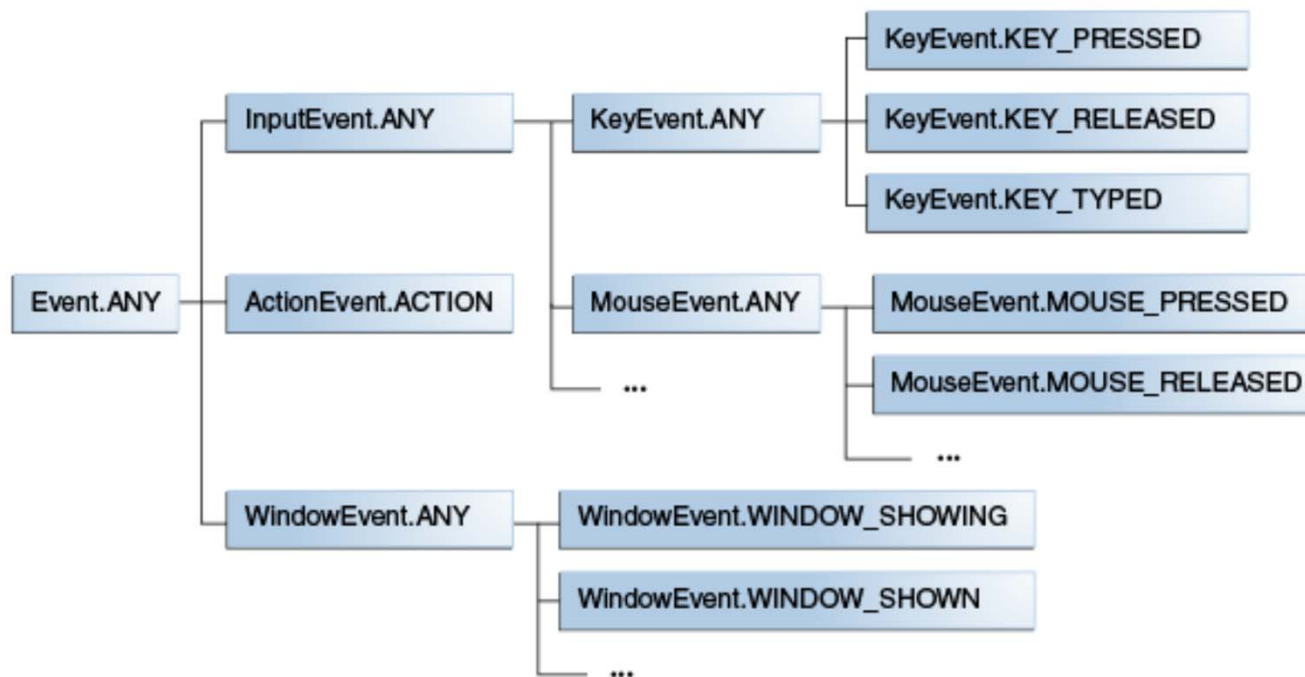 KeyEvent.KEY_PRESSED
InputEvent.ANY
KeyEvent.ANY
KeyEvent.KEY_RELEASED
KeyEvent.KEY_TYPED
Event.ANY
ActionEvent.ACTION
MouseEvent.ANY
MouseEvent.MOUSE_PRESSED
...
MouseEvent.MOUSE_RELEASED
...
WindowEvent.ANY
WindowEvent.WINDOW_SHOWING
WindowEvent.WINDOW_SHOWN
...